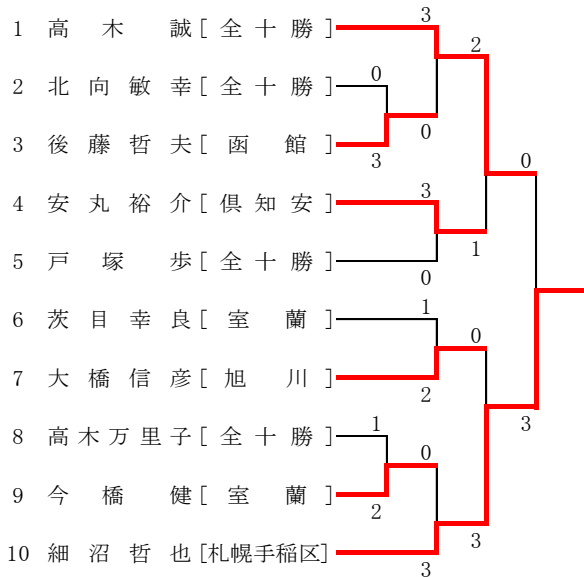 3
1 高木 誠 [ 全十勝 ]
2
0
2 北向敏幸 [ 全十勝 ]
0
3 後藤哲夫 [ 函館 ]
3
0
3
4 安丸裕介 [ 倶知安 ]
1
5 戸塚 歩 [ 全十勝 ]
0
1
6 茨目幸良 [ 室蘭 ]
0
7 大橋信彦 [ 旭川 ]
2
3
1
8 高木万里子 [ 全十勝 ]
0
9 今橋 健 [ 室蘭 ]
2
3
10 細沼哲也 [札幌手稲区]
3